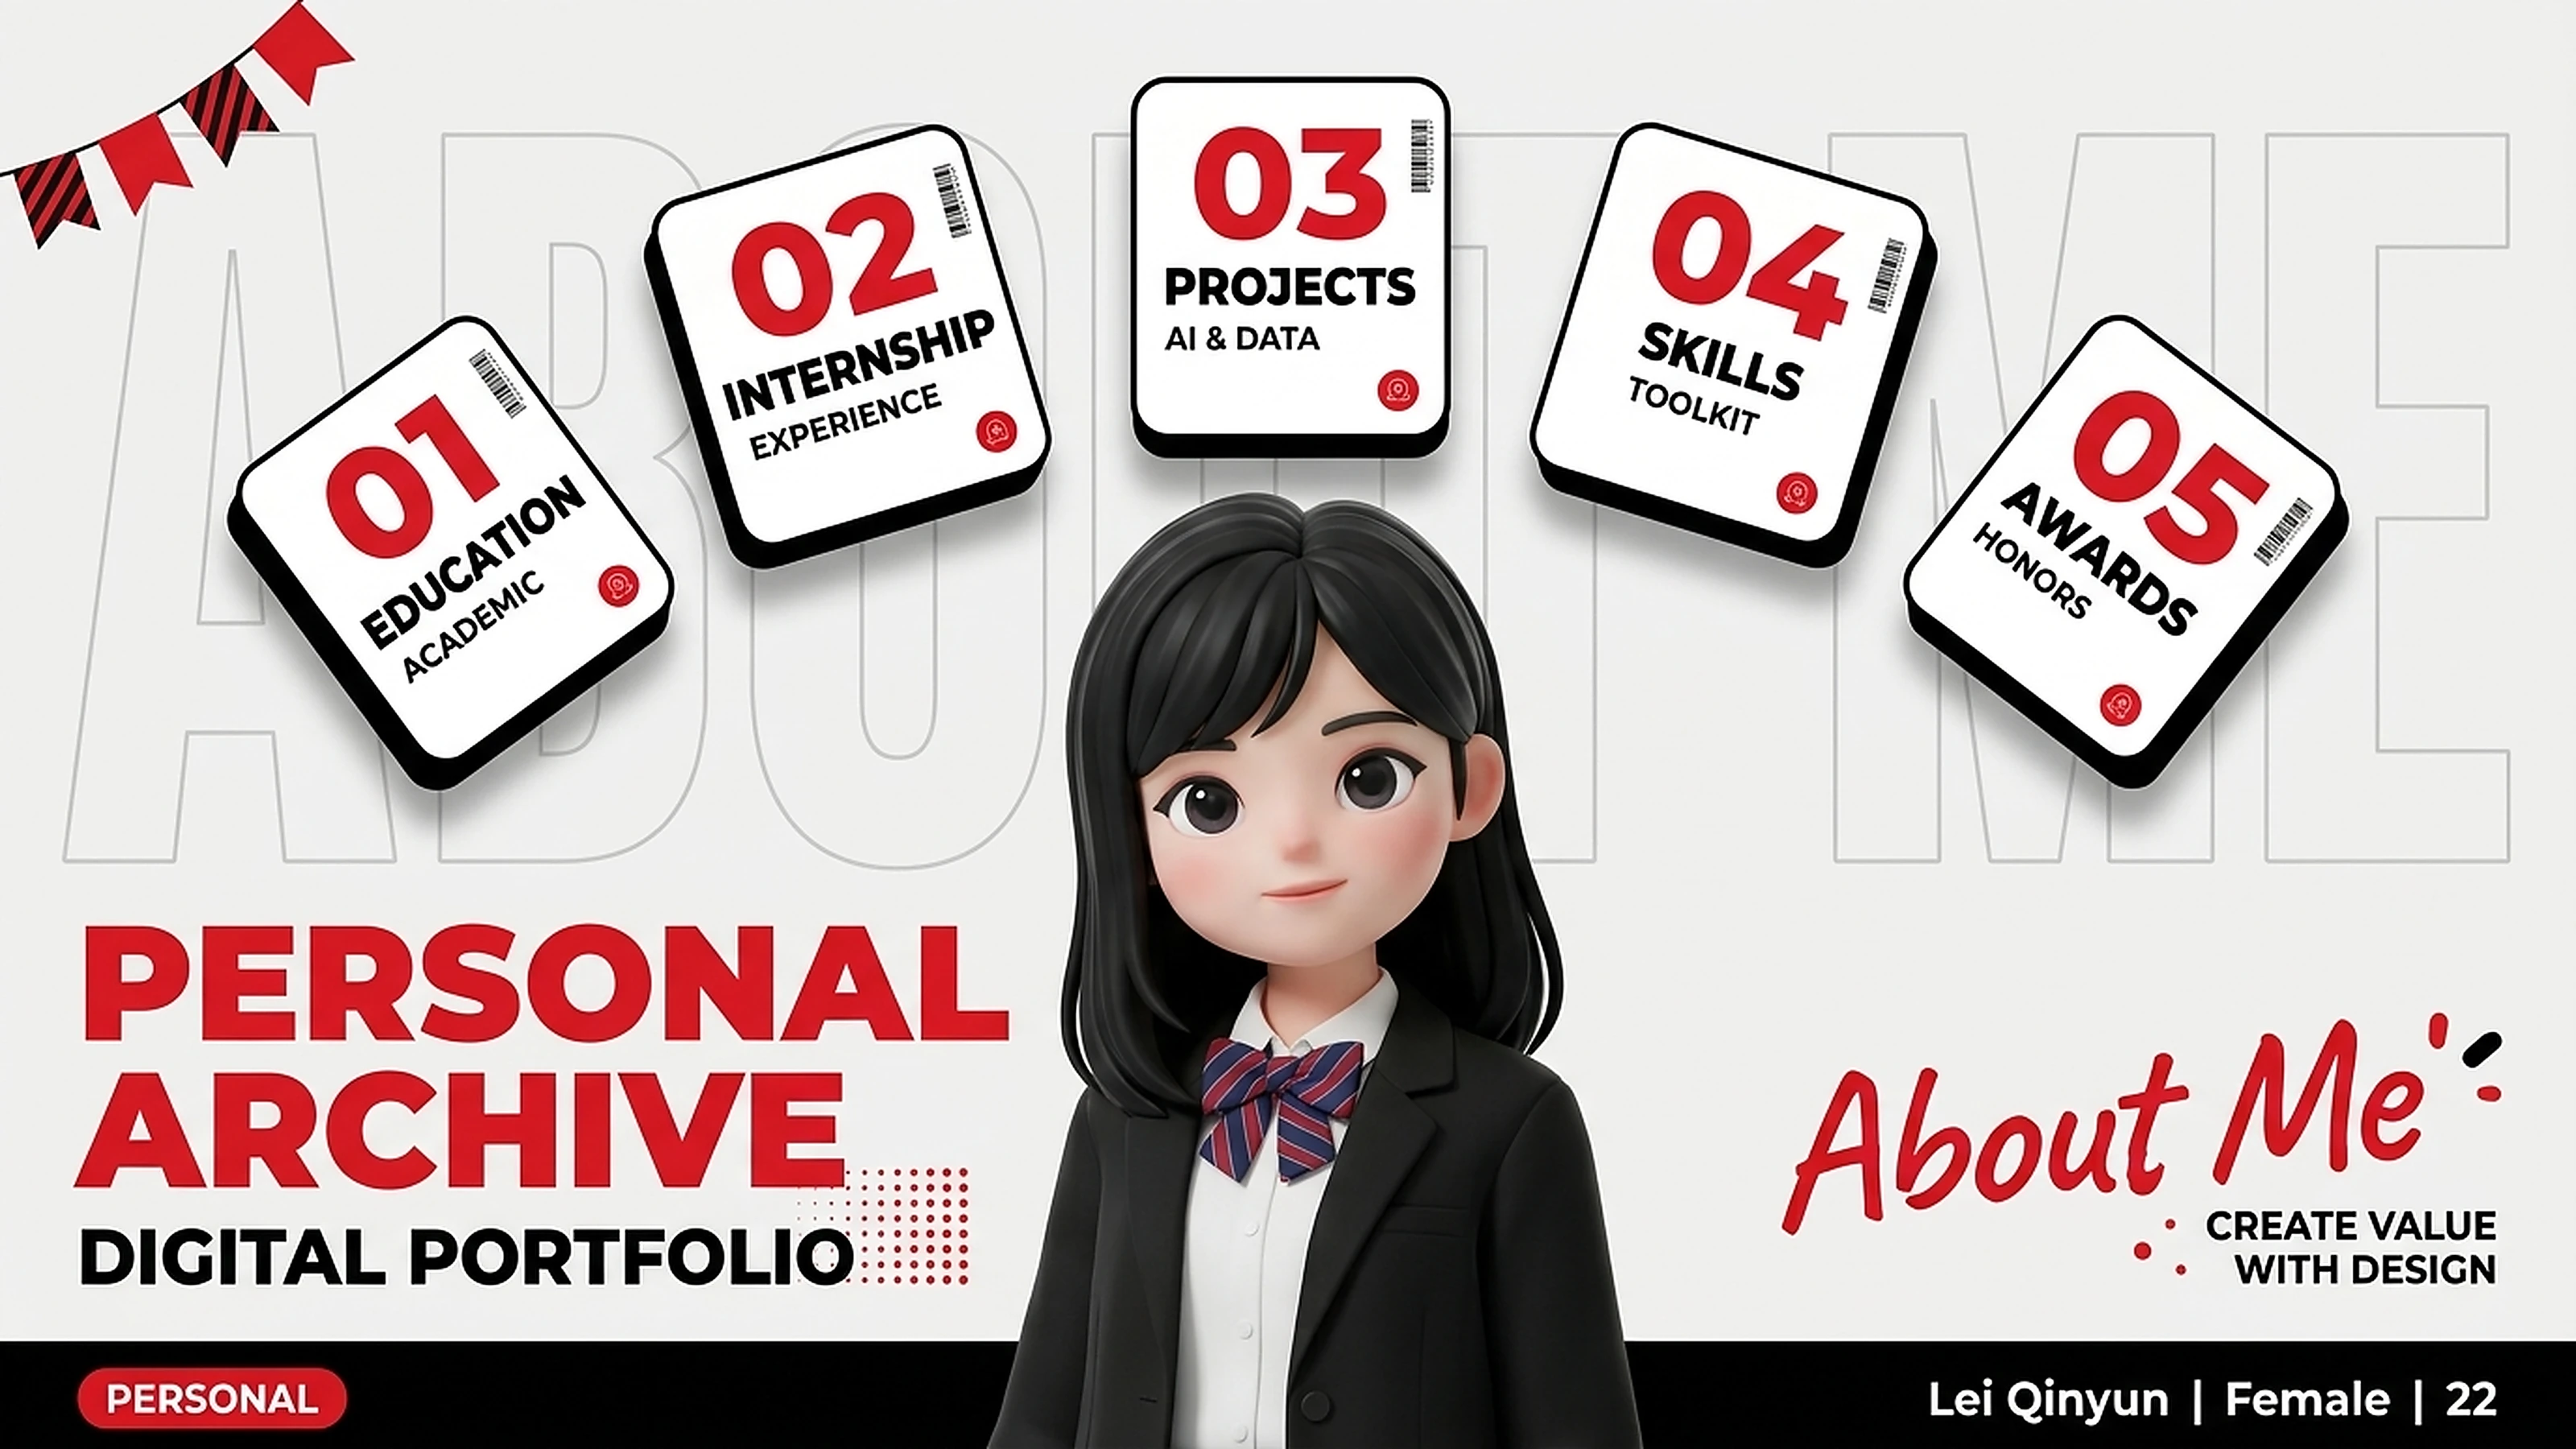 ABOUT ME
01
EDUCATION
ACADEMIC
02
INTERNSHIP
EXPERIENCE
03
PROJECTS
AI & DATA
04
SKILLS
TOOLKIT
05
AWARDS
HONORS
PERSONAL
ARCHIVE
DIGITAL PORTFOLIO
About Me
CREATE VALUE
WITH DESIGN
PERSONAL
Lei Qinyun | Female | 22